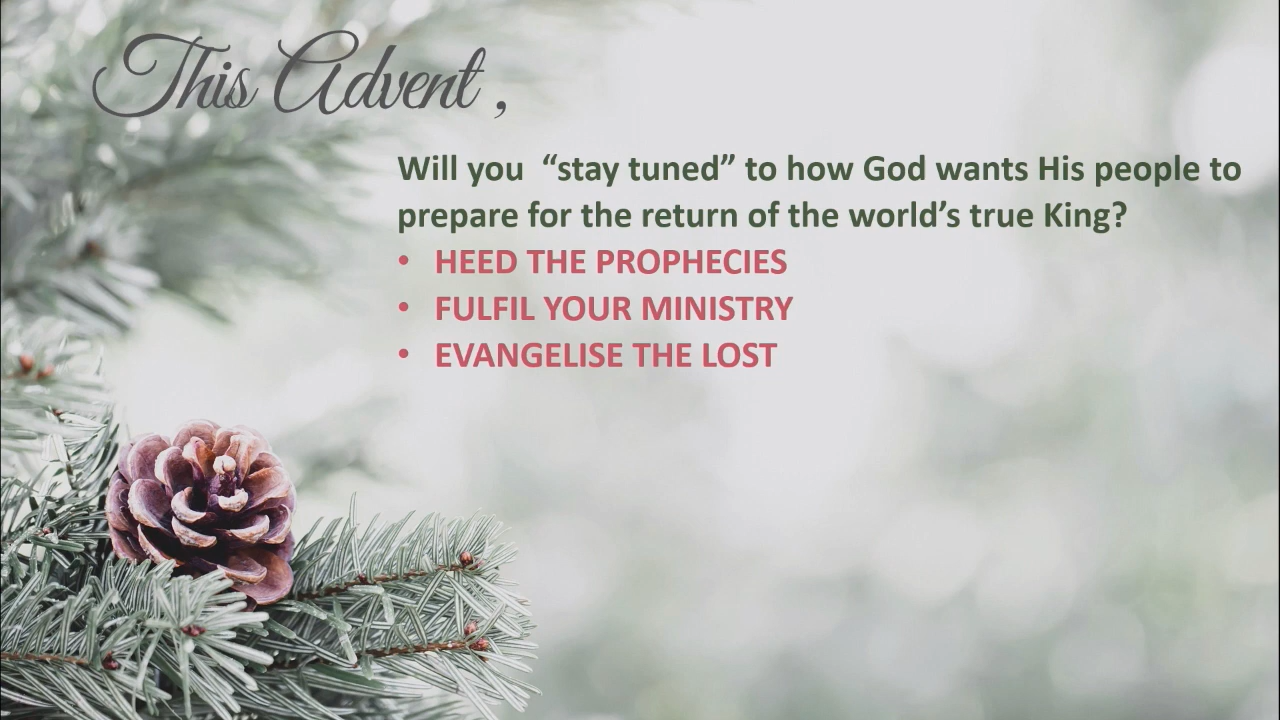 This Advent ,
Will you  “stay tuned” to how God wants His people to
prepare for the return of the world’s true King?
• HEED THE PROPHECIES
• FULFIL YOUR MINISTRY
• EVANGELISE THE LOST